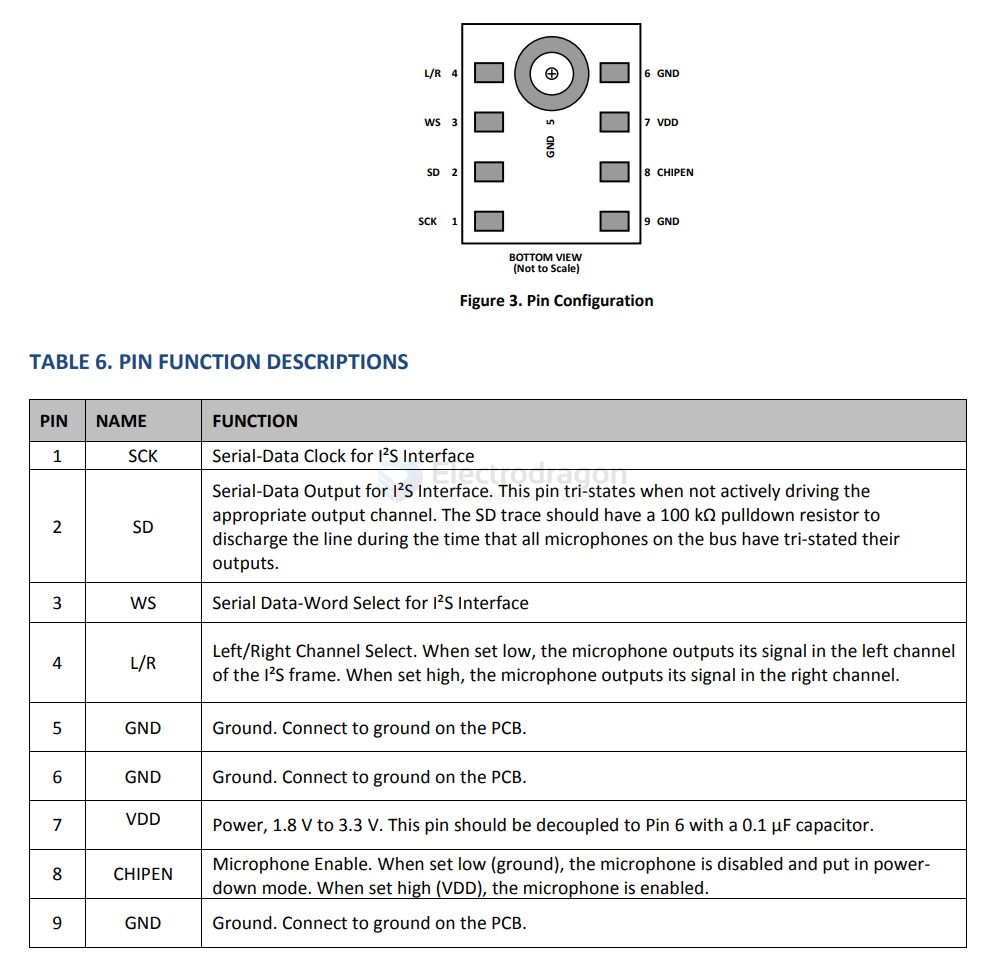 L/R 4
6 GND
WS 3
7 VDD
GND 5
SD 2
8 CHIPEN
SCK 1
9 GND
BOTTOM VIEW
(Not to Scale)
Figure 3. Pin Configuration
TABLE 6. PIN FUNCTION DESCRIPTIONS
PIN NAME FUNCTION
1 SCK Serial-Data Clock for I²S Interface
Electrodragon
2 SD Serial-Data Output for I²S Interface. This pin tri-states when not actively driving the
appropriate output channel. The SD trace should have a 100 kΩ pulldown resistor to
discharge the line during the time that all microphones on the bus have tri-stated their
outputs.
3 WS Serial Data-Word Select for I²S Interface
4 L/R Left/Right Channel Select. When set low, the microphone outputs its signal in the left channel
of the I²S frame. When set high, the microphone outputs its signal in the right channel.
5 GND Ground. Connect to ground on the PCB.
6 GND Ground. Connect to ground on the PCB.
7 VDD Power, 1.8 V to 3.3 V. This pin should be decoupled to Pin 6 with a 0.1 μF capacitor.
8 CHIPEN Microphone Enable. When set low (ground), the microphone is disabled and put in power-
down mode. When set high (VDD), the microphone is enabled.
9 GND Ground. Connect to ground on the PCB.